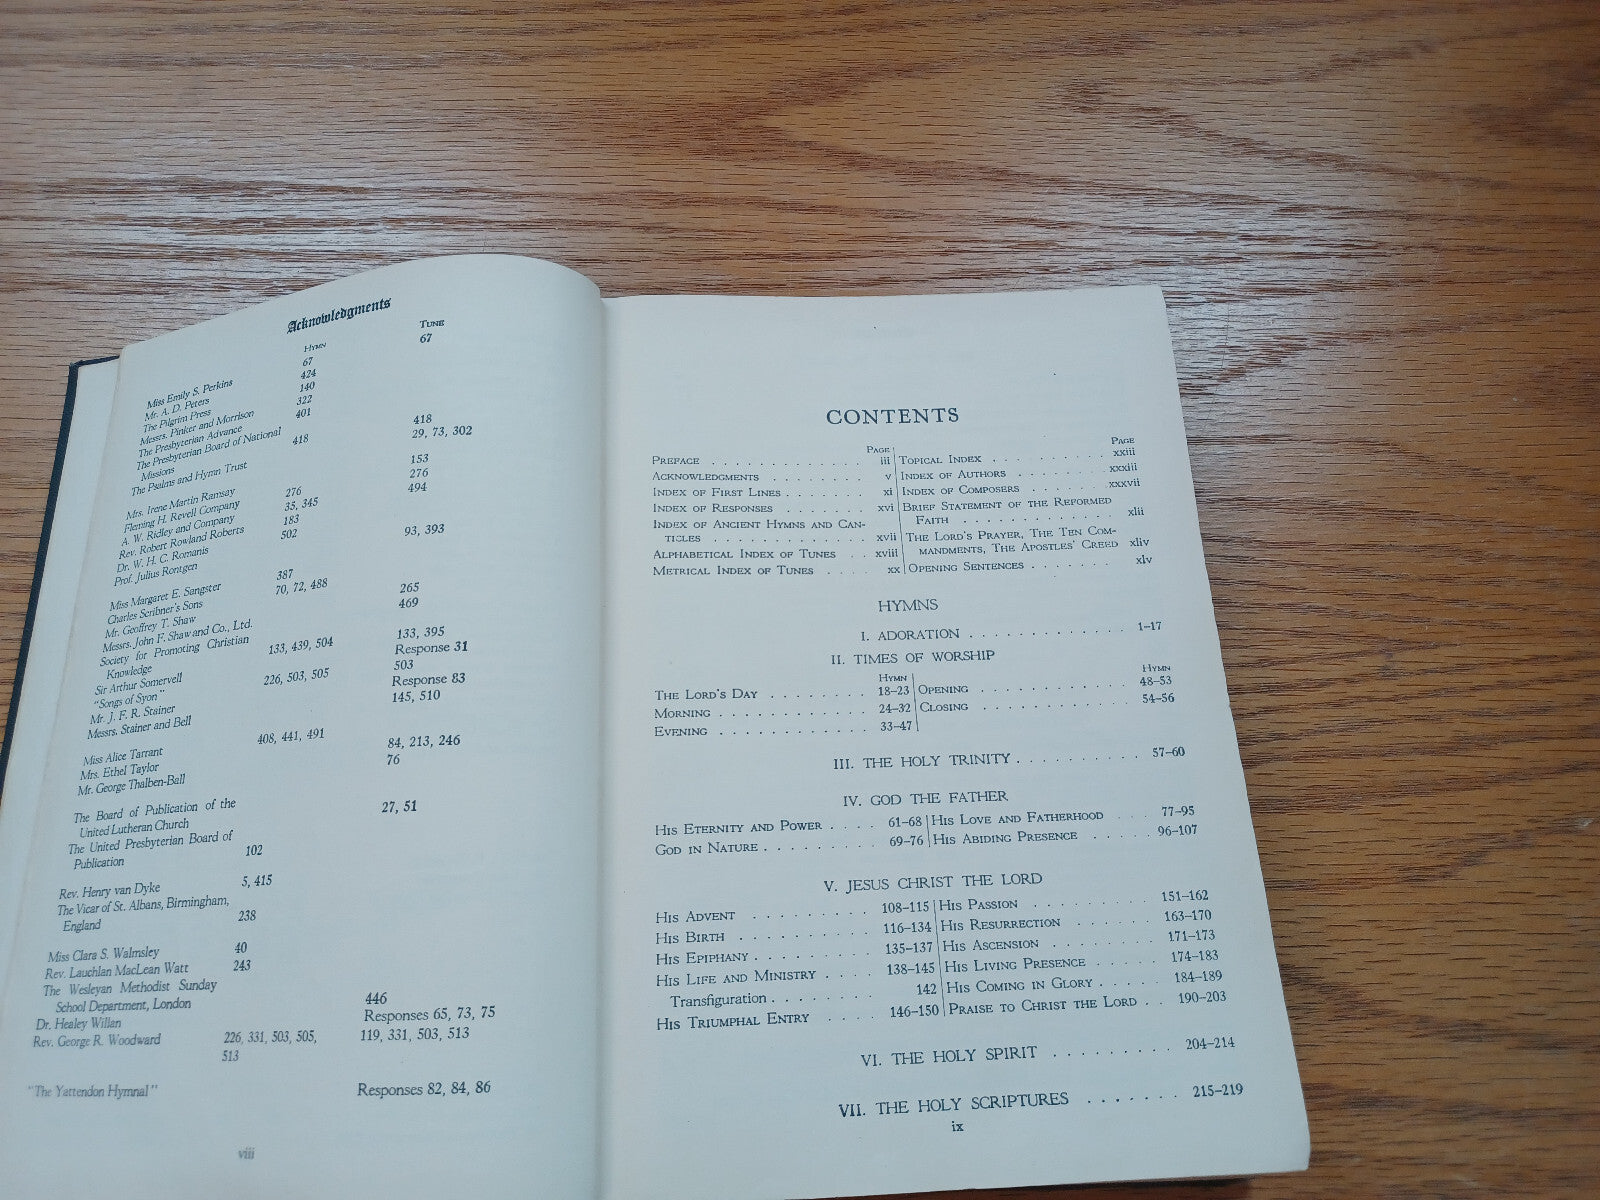 Acknowledgments
HYMN TUNE
Miss Emily S. Perkins 67 67
Mr. A. D. Peters 424
The Pilgrim Press 140
Messrs. Pinker and Morrison 322
The Presbyterian Advance 401
The Presbyterian Board of National
Missions 418 418
The Psalms and Hymn Trust 29, 73, 302
Mrs. Irene Martin Ramsay 153
Fleming H. Revell Company 276 276
A. W. Ridley and Company 35, 345 494
Rev. Robert Rowland Roberts 183
Dr. W. H. C. Romanis 502
Prof. Julius Rontgen 93, 393
Miss Margaret E. Sangster 387
Charles Scribner's Sons 70, 72, 488
Mr. Geoffrey T. Shaw 265
Messrs. John F. Shaw and Co., Ltd. 469
Society for Promoting Christian
Knowledge 133, 439, 504 133, 395
Sir Arthur Somervell Response 31
"Songs of Syon" 226, 503, 505 503
Mr. J. F. R. Stainer Response 83
Messrs. Stainer and Bell 145, 510
Miss Alice Tarrant 408, 441, 491
Mrs. Ethel Taylor 84, 213, 246
Mr. George Thalben-Ball 76
The Board of Publication of the
United Lutheran Church 27, 51
The United Presbyterian Board of
Publication 102
Rev. Henry van Dyke 5, 415
The Vicar of St. Albans, Birmingham,
England 238
Miss Clara S. Walmsley 40
Rev. Lauchlan MacLean Watt 243
The Wesleyan Methodist Sunday
School Department, London 446
Dr. Healey Willan Responses 65, 73, 75
Rev. George R. Woodward 226, 331, 503, 505, 119, 331, 503, 513
513
"The Yattendon Hymnal" Responses 82, 84, 86
viii
CONTENTS
PAGE
PREFACE iii
ACKNOWLEDGMENTS v
INDEX OF FIRST LINES xi
INDEX OF RESPONSES xvi
INDEX OF ANCIENT HYMNS AND CAN-
TICLES xvii
ALPHABETICAL INDEX OF TUNES xviii
METRICAL INDEX OF TUNES xx
PAGE
TOPICAL INDEX xxiii
INDEX OF AUTHORS xxxiii
INDEX OF COMPOSERS xxxvii
BRIEF STATEMENT OF THE REFORMED
FAITH xlii
THE LORD'S PRAYER, THE TEN COM-
MANDMENTS, THE APOSTLES' CREED xliv
OPENING SENTENCES xlv
HYMNS
I. ADORATION 1–17
II. TIMES OF WORSHIP
HYMN
THE LORD'S DAY 18–23
MORNING 24–32
EVENING 33–47
HYMN
OPENING 48–53
CLOSING 54–56
III. THE HOLY TRINITY 57–60
IV. GOD THE FATHER
HIS ETERNITY AND POWER 61–68
GOD IN NATURE 69–76
HIS LOVE AND FATHERHOOD 77–95
HIS ABIDING PRESENCE 96–107
V. JESUS CHRIST THE LORD
HIS ADVENT 108–115
HIS BIRTH 116–134
HIS EPIPHANY 135–137
HIS LIFE AND MINISTRY 138–145
Transfiguration 142
HIS TRIUMPHAL ENTRY 146–150
HIS PASSION 151–162
HIS RESURRECTION 163–170
HIS ASCENSION 171–173
HIS LIVING PRESENCE 174–183
HIS COMING IN GLORY 184–189
PRAISE TO CHRIST THE LORD 190–203
VI. THE HOLY SPIRIT 204–214
VII. THE HOLY SCRIPTURES 215–219
ix